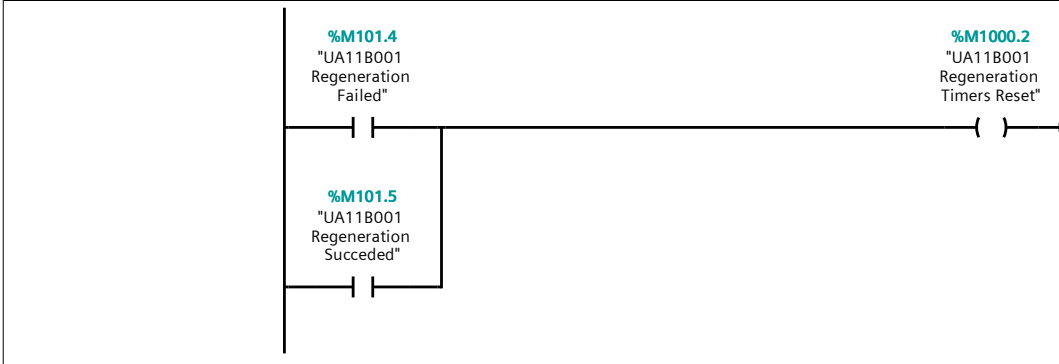 %M101.4
"UA11B001
Regeneration
Failed"
%M1000.2
"UA11B001
Regeneration
Timers Reset"
%M101.5
"UA11B001
Regeneration
Succeded"